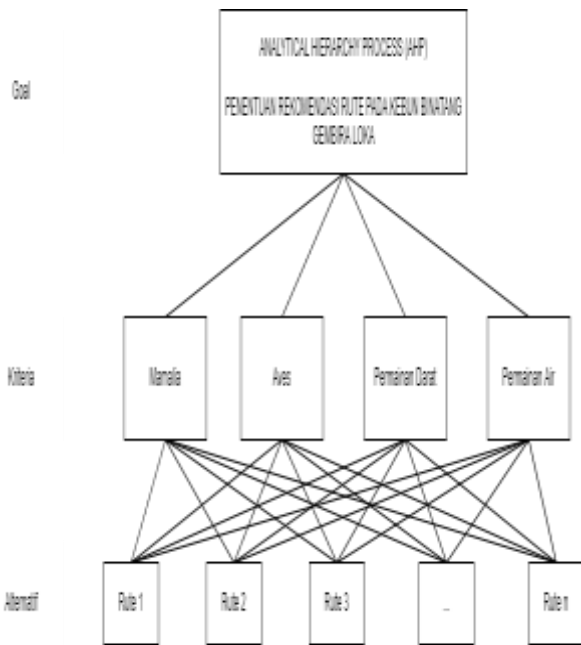 ANALYTICAL HIERARCHY PROCESS (AHP)
Goal
PENENTUAN REKOMENDASI RUTE PADA KEBUN BINATANG
GEMBIRA LOKA
Kriteria
Mamalia
Aves
Permainan Darat
Permainan Air
Alternatif
Rute 1
Rute 2
Rute 3
...
Rute n